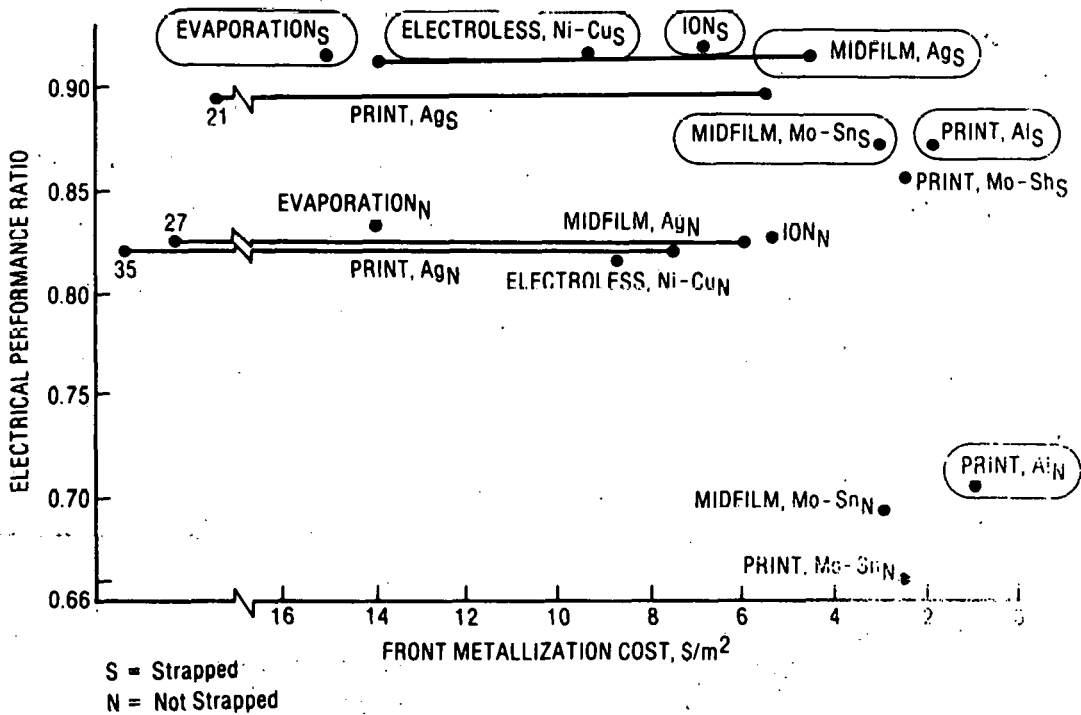 EVAPORATIONS
ELECTROLESS, Ni-CuS
IONS
MIDFILM, AgS
0.90
21
PRINT, AgS
MIDFILM, Mo-SnS
PRINT, AlS
0.85
PRINT, Mo-ShS
EVAPORATIONN
27
MIDFILM, AgN
IONN
35
PRINT, AgN
ELECTROLESS, Ni-CuN
0.80
ELECTRICAL PERFORMANCE RATIO
0.75
PRINT, AlN
0.70
MIDFILM, Mo-SnN
PRINT, Mo-SnN
0.66
16 14 12 10 8 6 4 2
FRONT METALLIZATION COST, $/m²
S = Strapped
N = Not Strapped